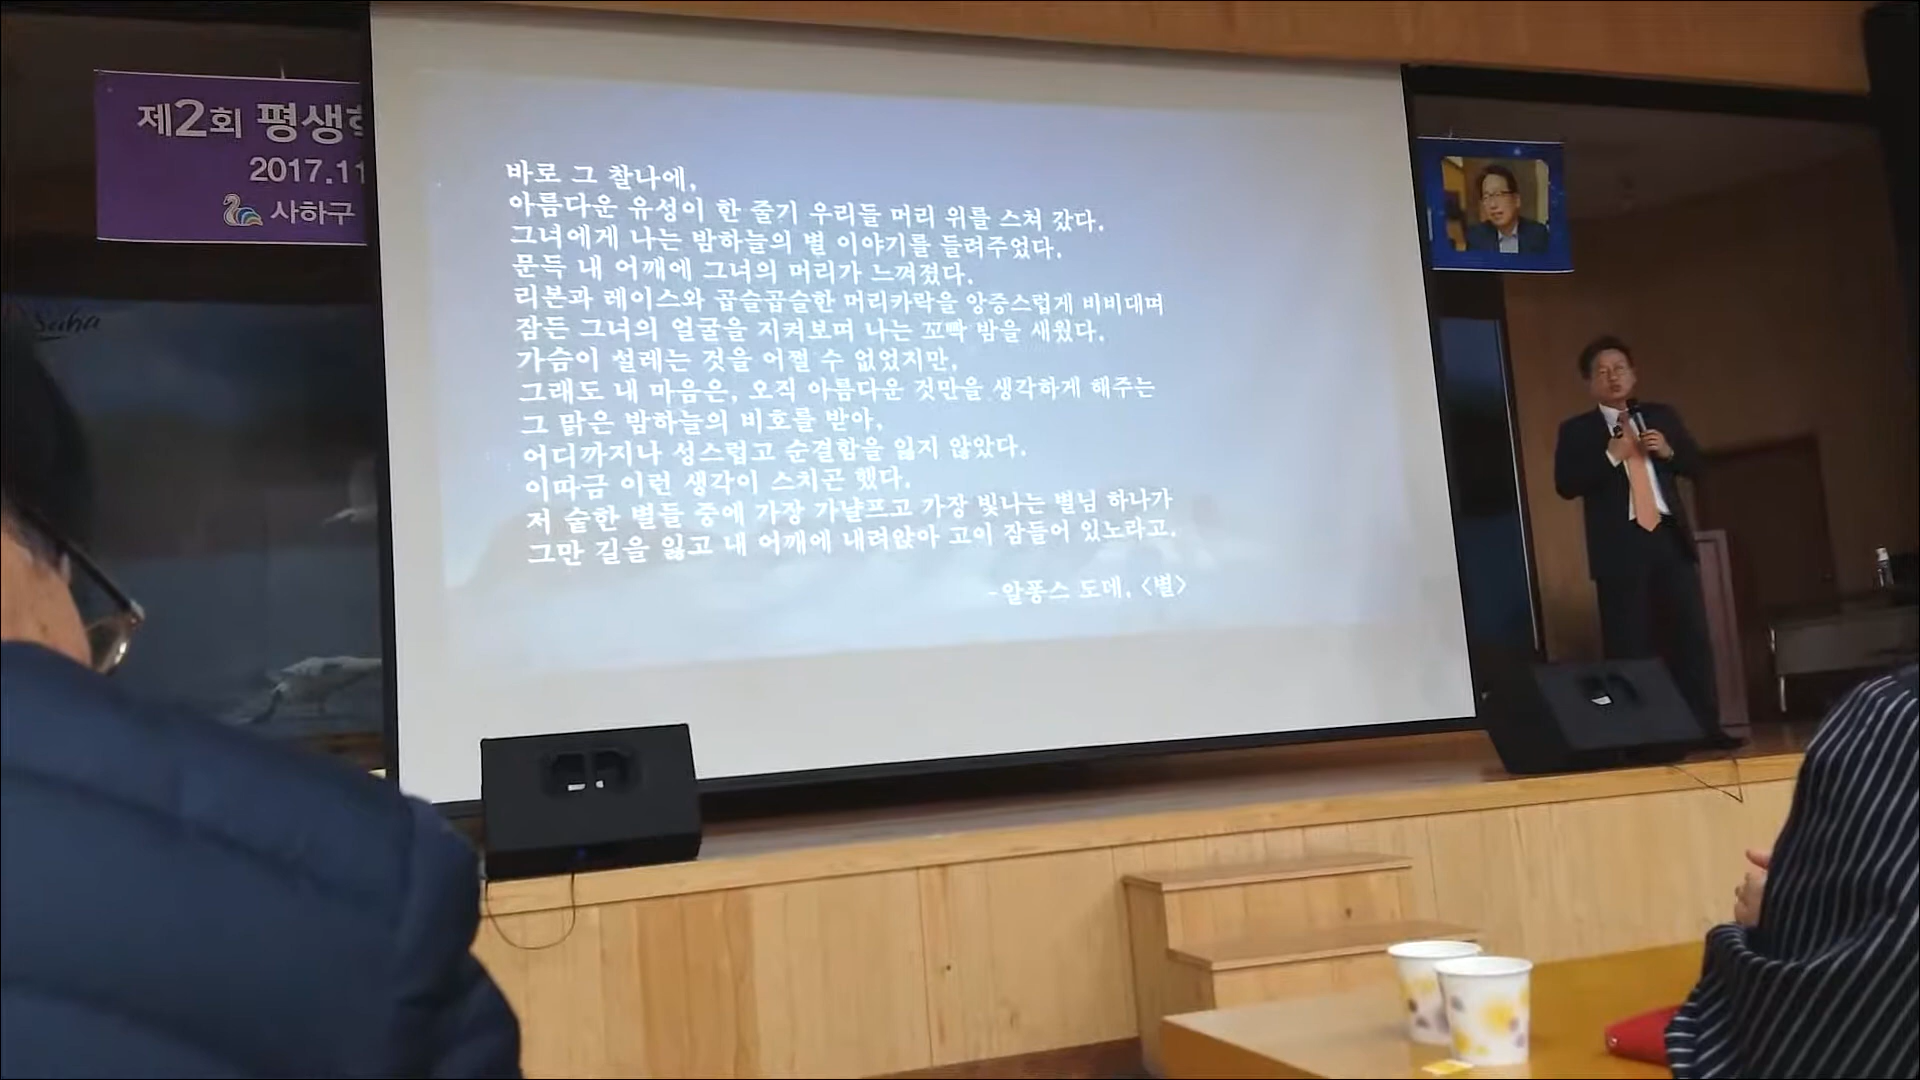 제2회 평생학
2017.11
사하구
Saha
바로 그 찰나에,
아름다운 유성이 한 줄기 우리들 머리 위를 스쳐 갔다.
그녀에게 나는 밤하늘의 별 이야기를 들려주었다.
문득 내 어깨에 그녀의 머리가 느껴졌다.
리본과 레이스와 곱슬곱슬한 머리카락을 앙증스럽게 비비대며
잠든 그녀의 얼굴을 지켜보며 나는 꼬빡 밤을 새웠다.
가슴이 설레는 것을 어쩔 수 없었지만,
그래도 내 마음은, 오직 아름다운 것만을 생각하게 해주는
그 맑은 밤하늘의 비호를 받아,
어디까지나 성스럽고 순결함을 잃지 않았다.
이따금 이런 생각이 스치곤 했다.
저 숱한 별들 중에 가장 가냘프고 가장 빛나는 별님 하나가
그만 길을 잃고 내 어깨에 내려앉아 고이 잠들어 있노라고.
-알퐁스 도데, <별>